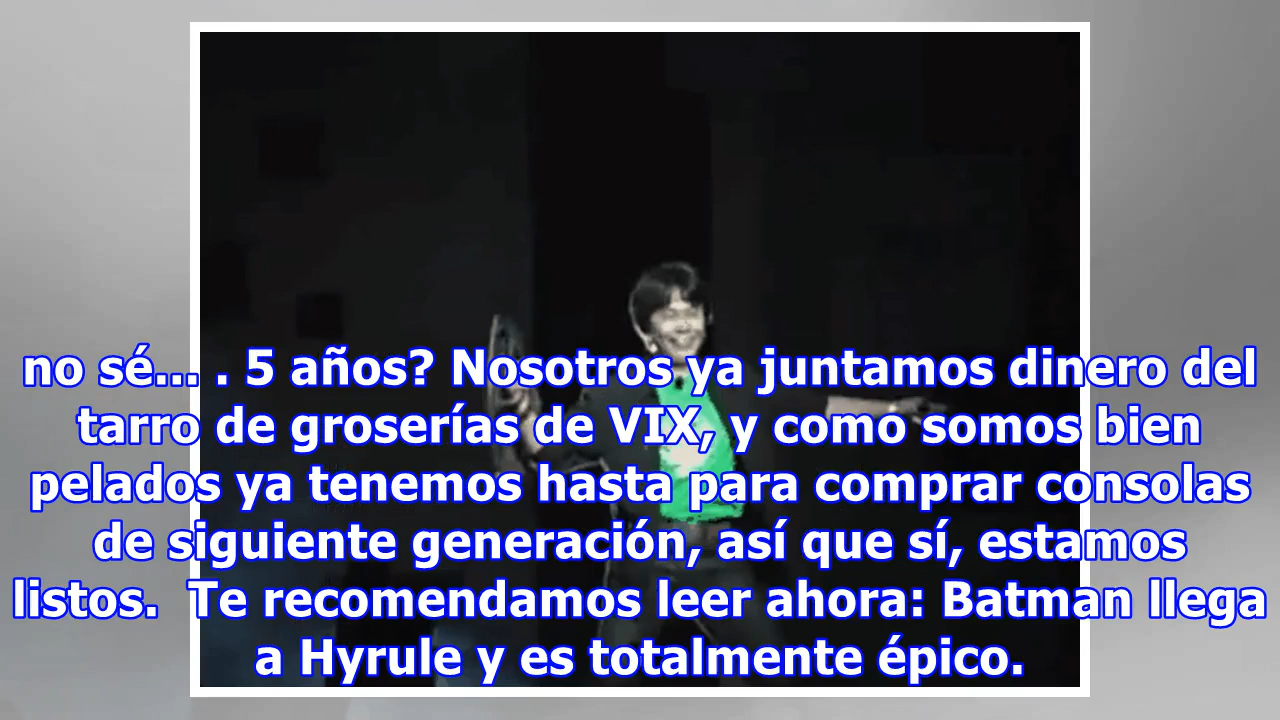 no sé... . 5 años? Nosotros ya juntamos dinero del
tarro de groserías de VIX, y como somos bien
pelados ya tenemos hasta para comprar consolas
de siguiente generación, así que sí, estamos
listos.  Te recomendamos leer ahora: Batman llega
a Hyrule y es totalmente épico.